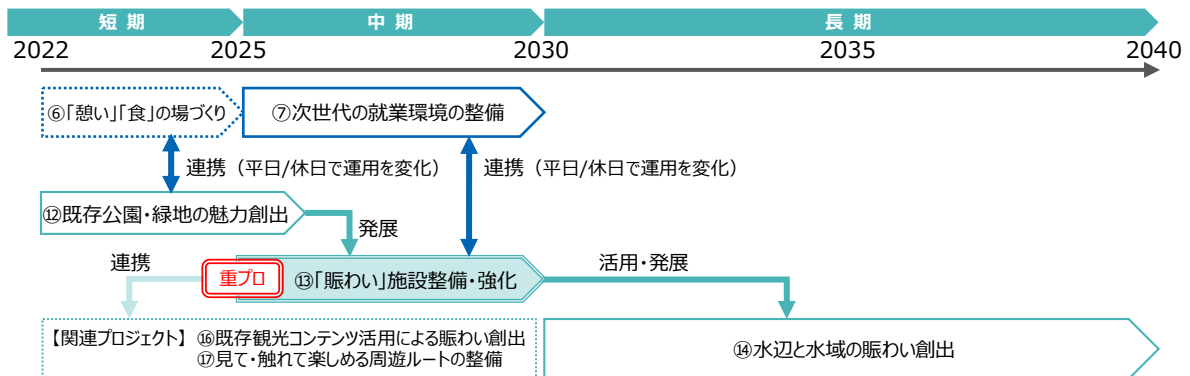 短 期
中 期
長 期
2022
2025
2030
2035
2040
⑥「憩い」「食」の場づくり
⑦次世代の就業環境の整備
連携（平日/休日で運用を変化）
連携（平日/休日で運用を変化）
⑫既存公園・緑地の魅力創出
発展
連携
重プロ
⑬「賑わい」施設整備・強化
活用・発展
【関連プロジェクト】 ⑯既存観光コンテンツ活用による賑わい創出
⑰見て・触れて楽しめる周遊ルートの整備
⑭水辺と水域の賑わい創出